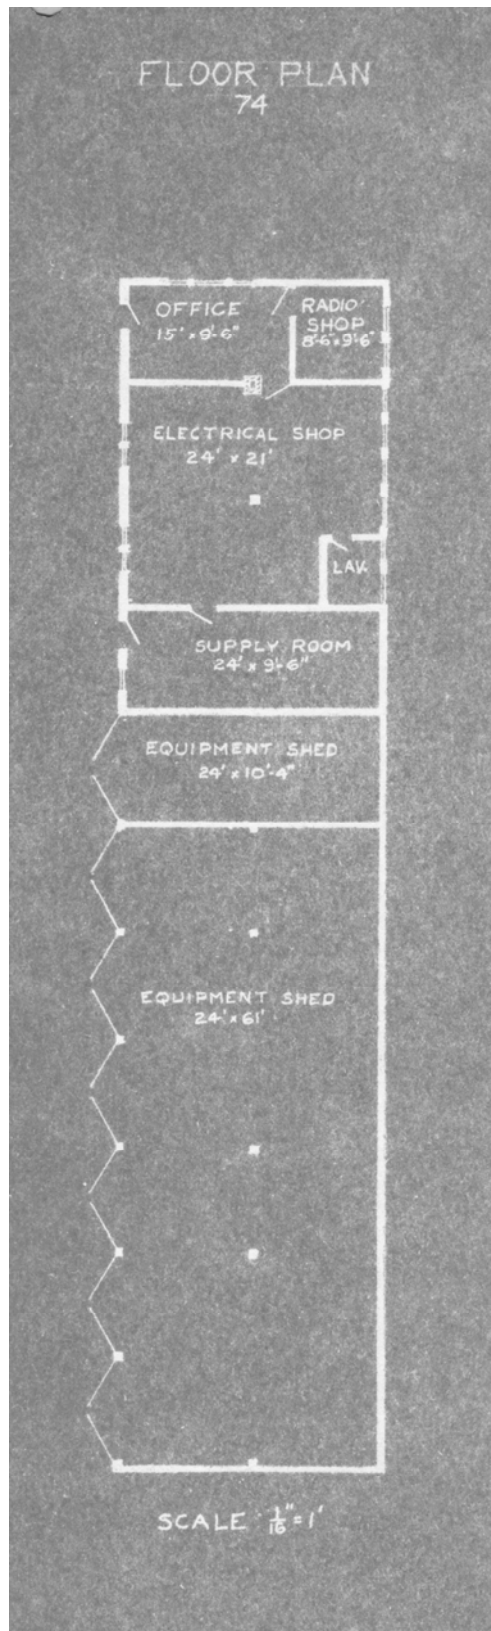 FLOOR PLAN
74
OFFICE
15' x 9'-6"
RADIO
SHOP
8'-6" x 9'-6"
ELECTRICAL SHOP
24' x 21'
LAV.
SUPPLY ROOM
24' x 9'-6"
EQUIPMENT SHED
24' x 10'-4"
EQUIPMENT SHED
24' x 61'
SCALE 1/16" = 1'